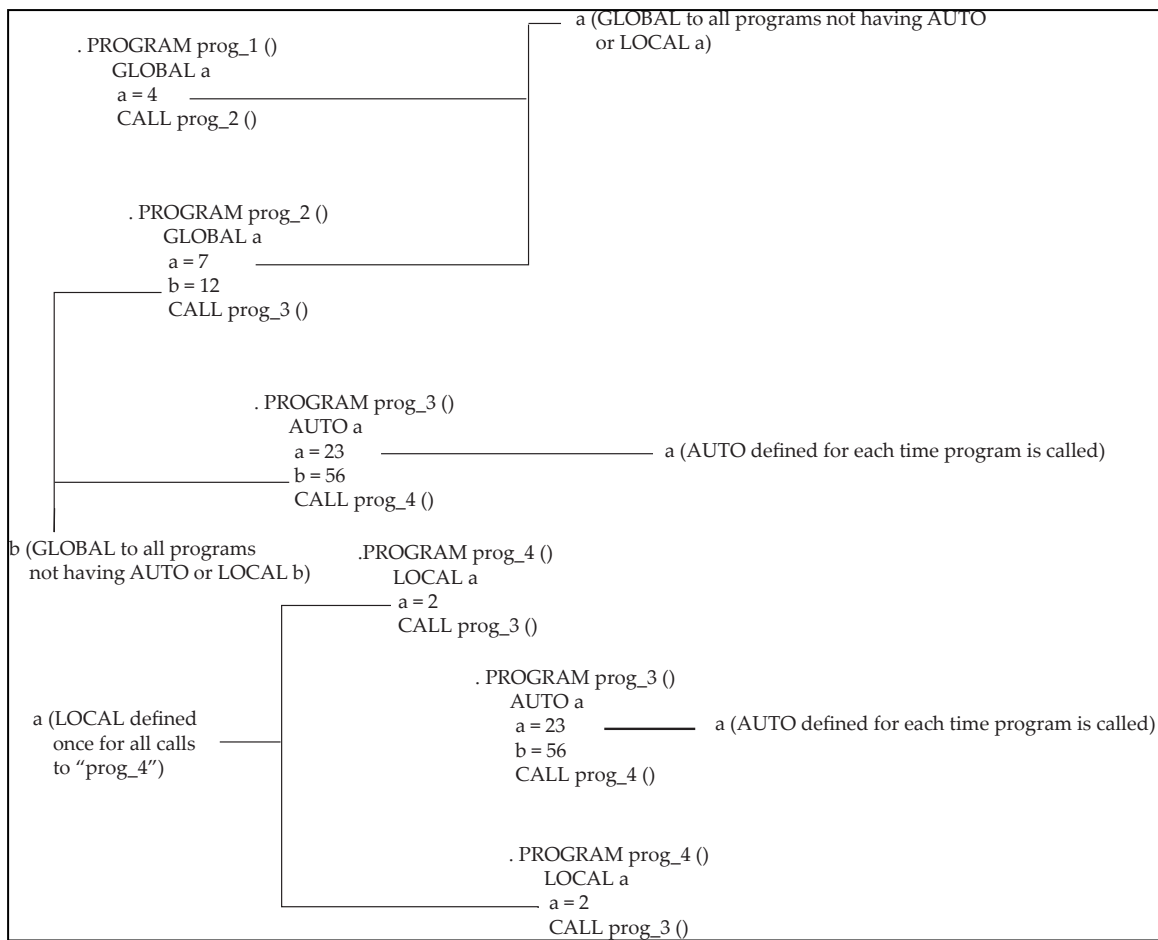 a (GLOBAL to all programs not having AUTO
or LOCAL a)
. PROGRAM prog_1 ()
GLOBAL a
a = 4
CALL prog_2 ()
. PROGRAM prog_2 ()
GLOBAL a
a = 7
b = 12
CALL prog_3 ()
. PROGRAM prog_3 ()
AUTO a
a = 23
b = 56
CALL prog_4 ()
a (AUTO defined for each time program is called)
b (GLOBAL to all programs
not having AUTO or LOCAL b)
.PROGRAM prog_4 ()
LOCAL a
a = 2
CALL prog_3 ()
a (LOCAL defined
once for all calls
to “prog_4”)
. PROGRAM prog_3 ()
AUTO a
a = 23
b = 56
CALL prog_4 ()
a (AUTO defined for each time program is called)
. PROGRAM prog_4 ()
LOCAL a
a = 2
CALL prog_3 ()